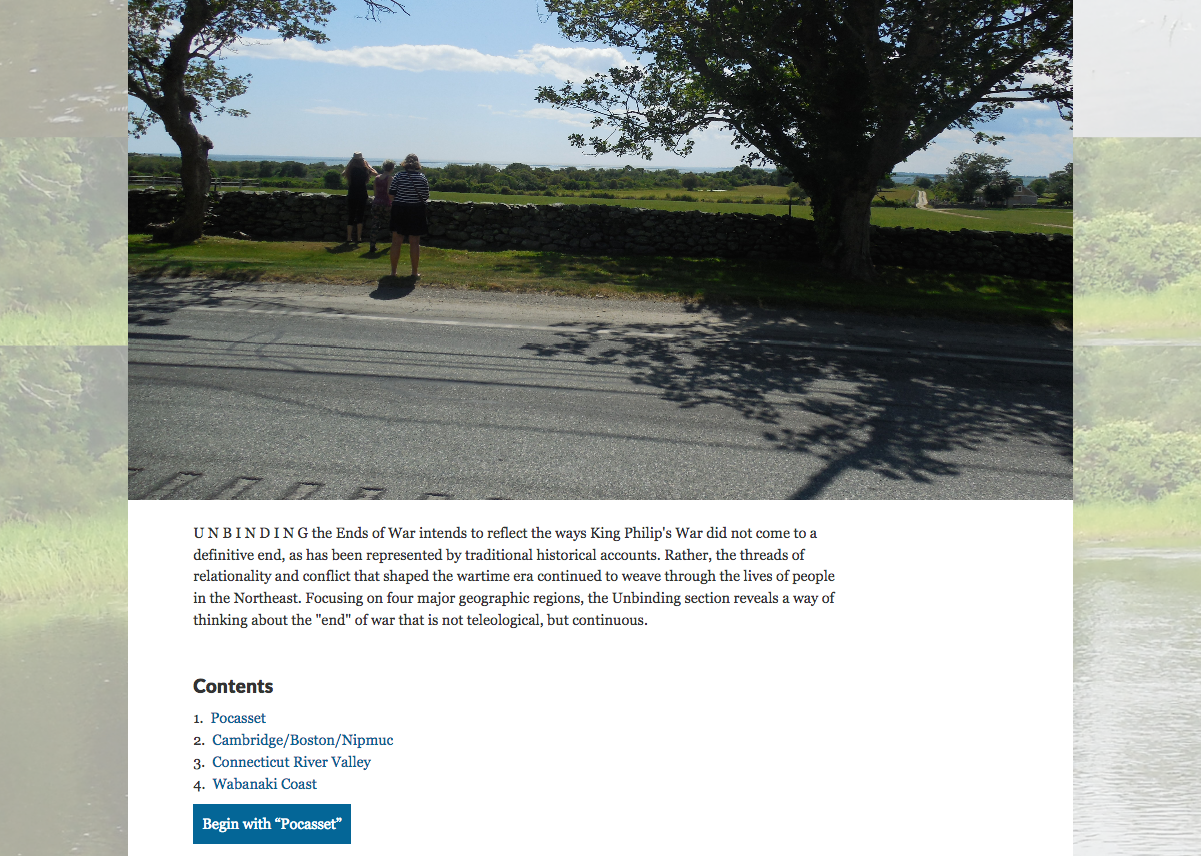 U N B I N D I N G the Ends of War intends to reflect the ways King Philip's War did not come to a
definitive end, as has been represented by traditional historical accounts. Rather, the threads of
relationality and conflict that shaped the wartime era continued to weave through the lives of people
in the Northeast. Focusing on four major geographic regions, the Unbinding section reveals a way of
thinking about the "end" of war that is not teleological, but continuous.
Contents
1. Pocasset
2. Cambridge/Boston/Nipmuc
3. Connecticut River Valley
4. Wabanaki Coast
Begin with “Pocasset”